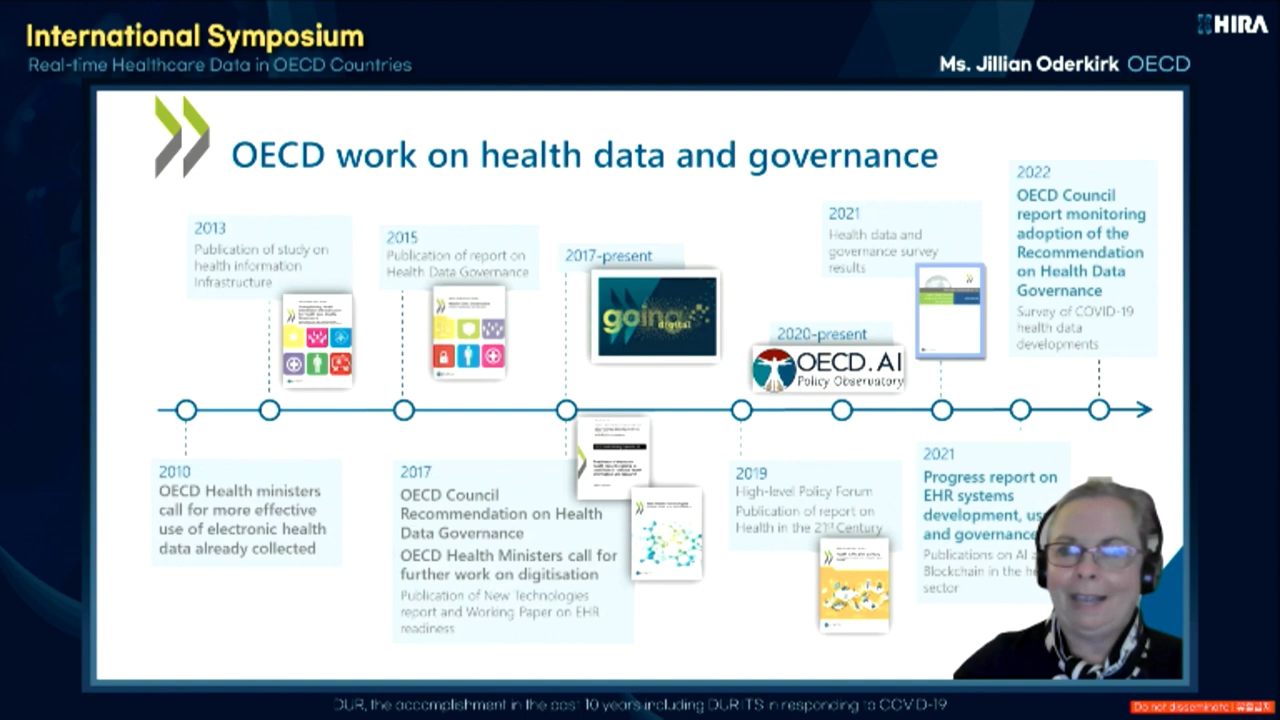 International Symposium
Real-time Healthcare Data in OECD Countries
HIRA
Ms. Jillian Oderkirk OECD
OECD work on health data and governance
2013
Publication of study on
health information
infrastructure
2015
Publication of report on
Health Data Governance
2017-present
going
digital
2020-present
OECD.AI
Policy Observatory
2021
Health data and
governance survey
results
2022
OECD Council
report monitoring
adoption of the
Recommendation
on Health Data
Governance
Survey of COVID-19
health data
developments
2010
OECD Health ministers
call for more effective
use of electronic health
data already collected
2017
OECD Council
Recommendation on Health
Data Governance
OECD Health Ministers call for
further work on digitisation
Publication of New Technologies
report and Working Paper on EHR
readiness
2019
High-level Policy Forum
Publication of report on
Health in the 21st Century
2021
Progress report on
EHR systems
development,
and governance
Publications on AI
Blockchain in the
sector
DUR, the accomplishment in the past 10 years including DUR ITS in responding to COVID-19
Do not disseminate